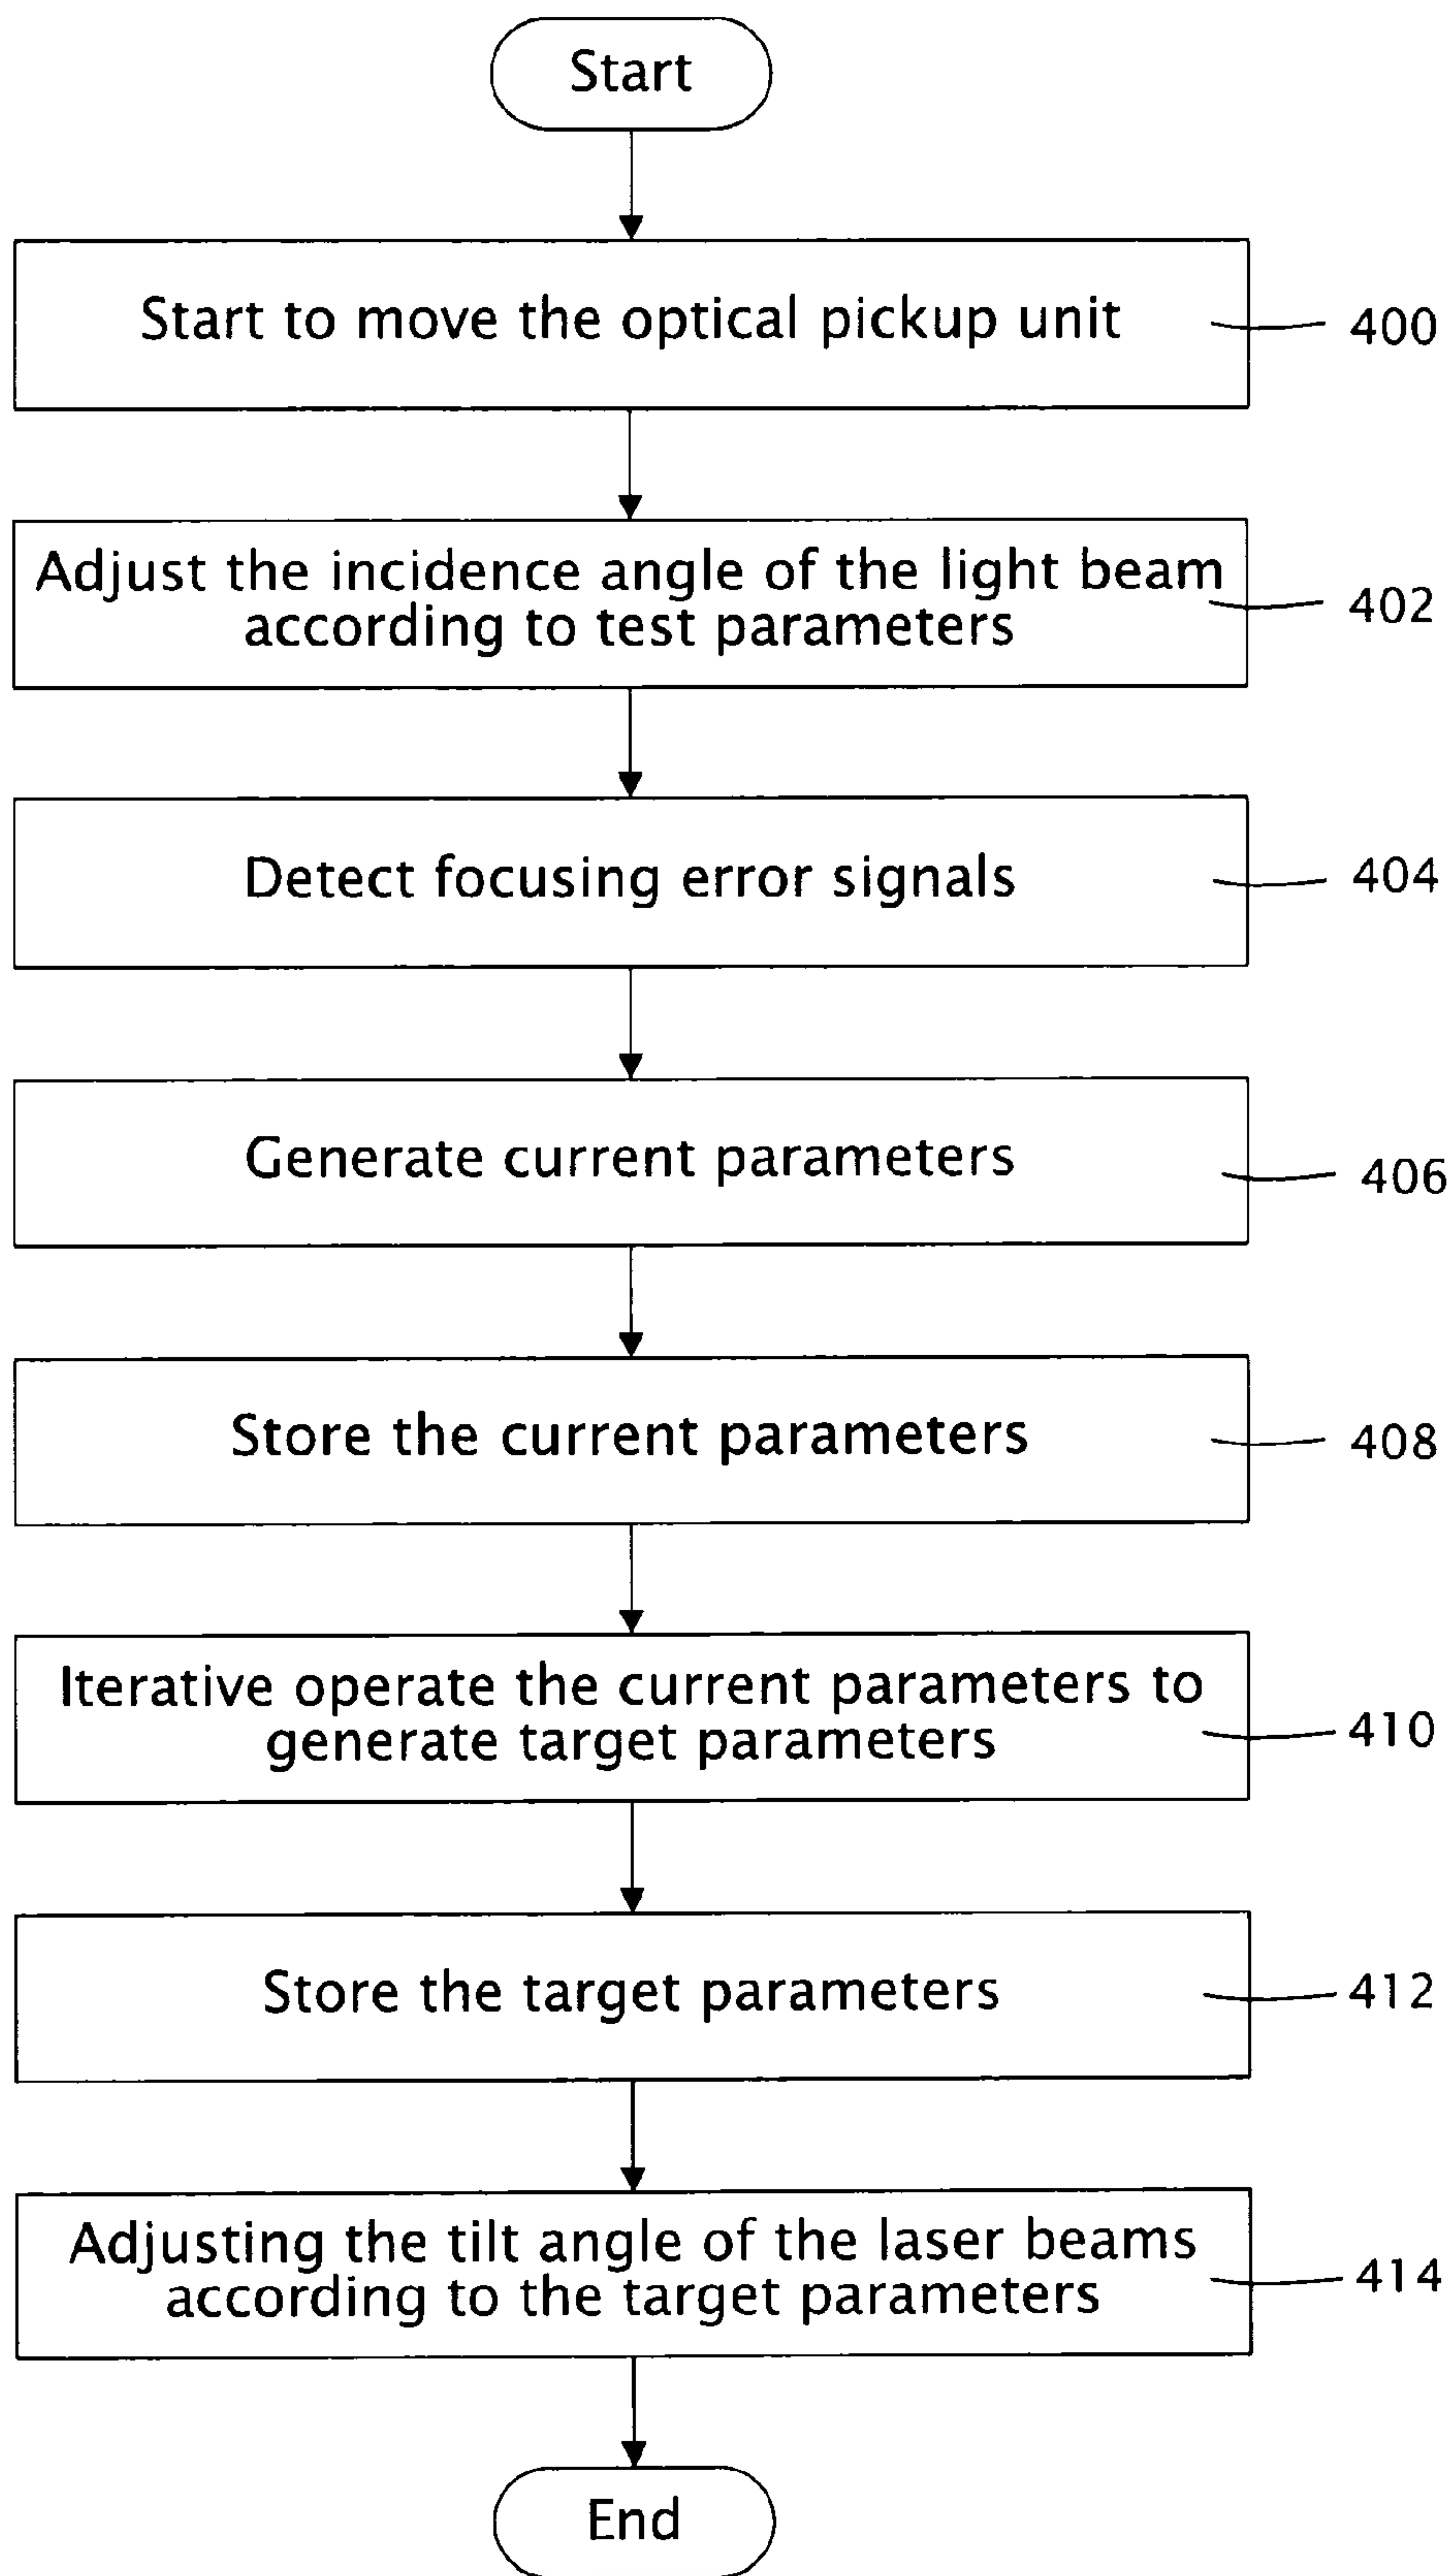 Start
Start to move the optical pickup unit
400
Adjust the incidence angle of the light beam
according to test parameters
402
Detect focusing error signals
404
Generate current parameters
406
Store the current parameters
408
Iterative operate the current parameters to
generate target parameters
410
Store the target parameters
412
Adjusting the tilt angle of the laser beams
according to the target parameters
414
End